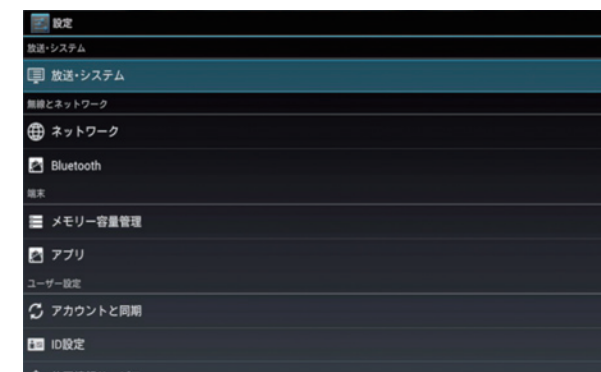 設定
放送・システム
放送・システム
無線とネットワーク
ネットワーク
Bluetooth
端末
メモリー容量管理
アプリ
ユーザー設定
アカウントと同期
ID設定